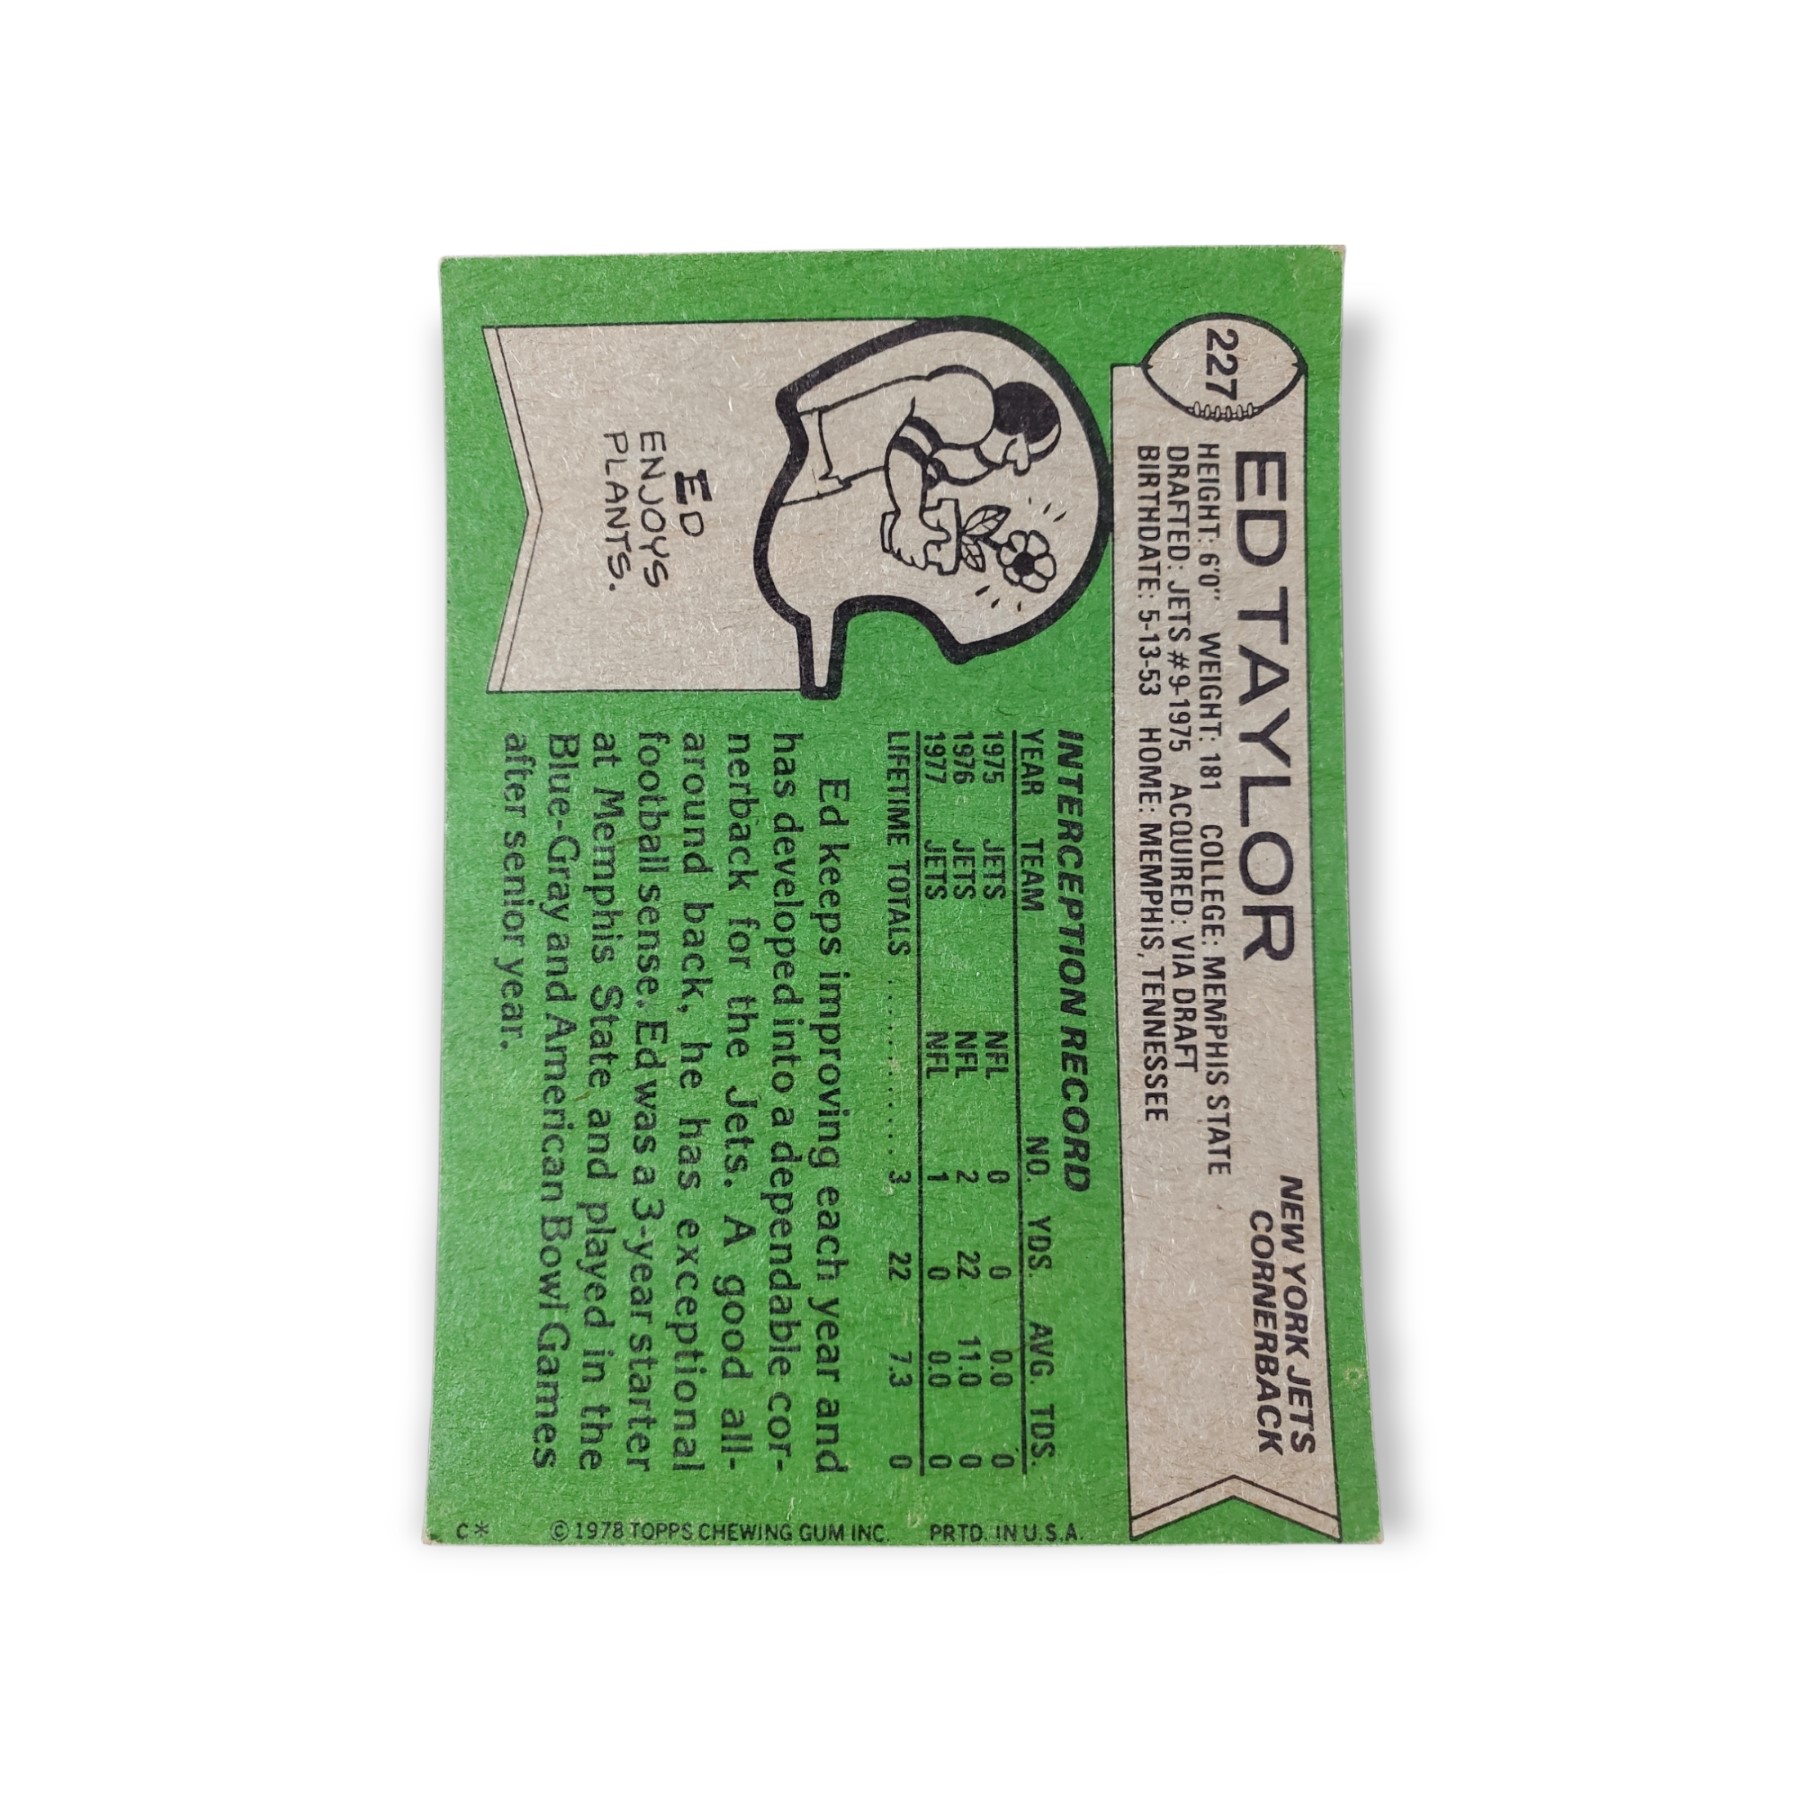 227
ED TAYLOR
NEW YORK JETS
CORNERBACK
HEIGHT: 6'0" WEIGHT: 181 COLLEGE: MEMPHIS STATE
DRAFTED: JETS #9-1975 ACQUIRED: VIA DRAFT
BIRTHDATE: 5-13-53 HOME: MEMPHIS, TENNESSEE
ED
ENJOYS
PLANTS.
INTERCEPTION RECORD
YEAR TEAM NO. YDS. AVG. TDS.
1975 JETS NFL 0 0 0.0 0
1976 JETS NFL 2 22 11.0 0
1977 JETS NFL 1 0 0.0 0
LIFETIME TOTALS .......... 3 22 7.3 0
Ed keeps improving each year and
has developed into a dependable cor-
nerback for the Jets. A good all-
around back, he has exceptional
football sense. Ed was a 3-year starter
at Memphis State and played in the
Blue-Gray and American Bowl Games
after senior year.
C* © 1978 TOPPS CHEWING GUM INC. PRTD. IN U.S.A.